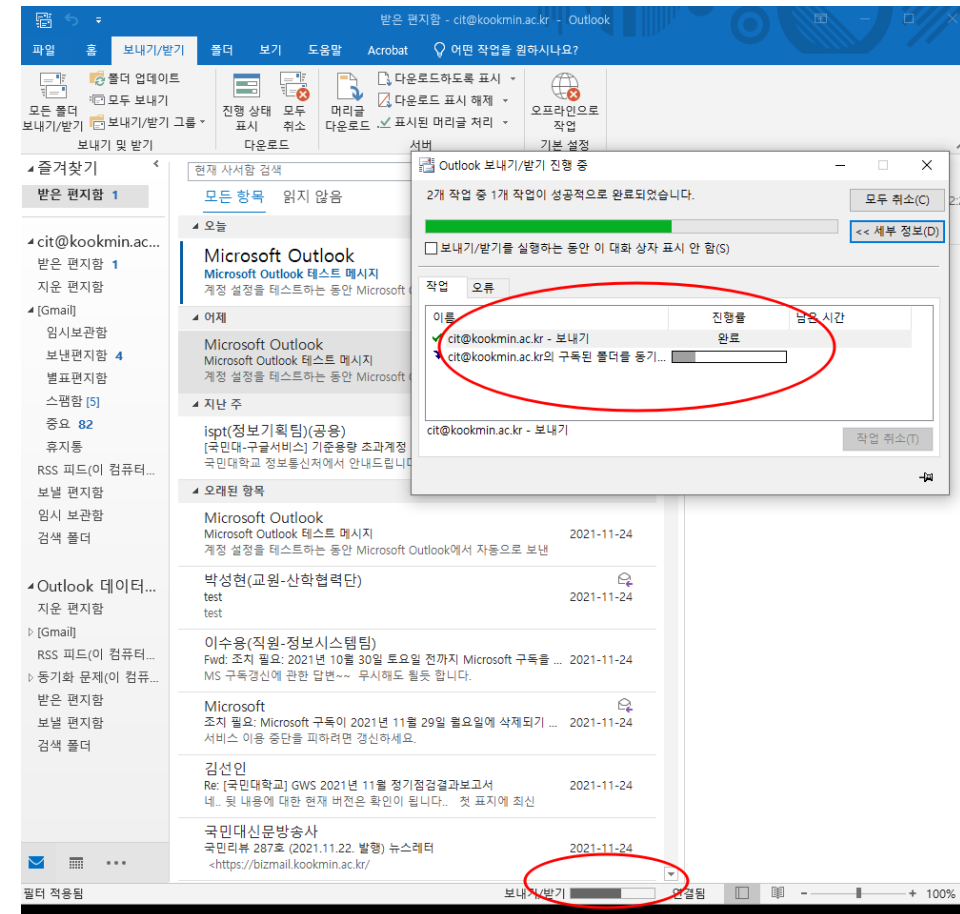 받은 편지함 - cit@kookmin.ac.kr - Outlook
파일 홈 보내기/받기 폴더 보기 도움말 Acrobat 어떤 작업을 원하시나요?
모든 폴더
보내기/받기
폴더 업데이트
모두 보내기
보내기/받기 그룹
보내기 및 받기
진행 상태
표시
모두
취소
다운로드
머리글
다운로드
다운로드하도록 표시
다운로드 표시 해제
표시된 머리글 처리
서버
오프라인으로
작업
기본 설정
즐겨찾기
받은 편지함 1
cit@kookmin.ac...
받은 편지함 1
지운 편지함
[Gmail]
임시보관함
보낸편지함 4
별표편지함
스팸함 [5]
중요 82
휴지통
RSS 피드(이 컴퓨터...
보낼 편지함
임시 보관함
검색 폴더
Outlook 데이터...
지운 편지함
[Gmail]
RSS 피드(이 컴퓨터...
동기화 문제(이 컴퓨...
받은 편지함
보낼 편지함
검색 폴더
현재 사서함 검색
모든 항목 읽지 않음
오늘
Microsoft Outlook
Microsoft Outlook 테스트 메시지
계정 설정을 테스트하는 동안 Microsoft
어제
Microsoft Outlook
Microsoft Outlook 테스트 메시지
계정 설정을 테스트하는 동안 Microsoft
지난 주
ispt(정보기획팀)(공용)
[국민대-구글서비스] 기준용량 초과계정
국민대학교 정보통신처에서 안내드립니다
오래된 항목
Microsoft Outlook
Microsoft Outlook 테스트 메시지 2021-11-24
계정 설정을 테스트하는 동안 Microsoft Outlook에서 자동으로 보낸
박성현(교원-산학협력단)
test 2021-11-24
test
이수용(직원-정보시스템팀)
Fwd: 조치 필요: 2021년 10월 30일 토요일 전까지 Microsoft 구독을 ... 2021-11-24
MS 구독갱신에 관한 답변~~ 무시해도 될듯 합니다.
Microsoft
조치 필요: Microsoft 구독이 2021년 11월 29일 월요일에 삭제되기 ... 2021-11-24
서비스 이용 중단을 피하려면 갱신하세요.
김선인
Re: [국민대학교] GWS 2021년 11월 정기점검결과보고서 2021-11-24
네.. 뒷 내용에 대한 현재 버전은 확인이 됩니다.. 첫 표지에 최신
국민대신문방송사
국민리뷰 287호 (2021.11.22. 발행) 뉴스레터 2021-11-24
<https://bizmail.kookmin.ac.kr/
Outlook 보내기/받기 진행 중
2개 작업 중 1개 작업이 성공적으로 완료되었습니다.
모두 취소(C)
<< 세부 정보(D)
보내기/받기를 실행하는 동안 이 대화 상자 표시 안 함(S)
작업 오류
이름 진행률 남은 시간
cit@kookmin.ac.kr - 보내기 완료
cit@kookmin.ac.kr의 구독된 폴더를 동기...
cit@kookmin.ac.kr - 보내기
작업 취소(T)
필터 적용됨 보내기/받기 연결됨 100%